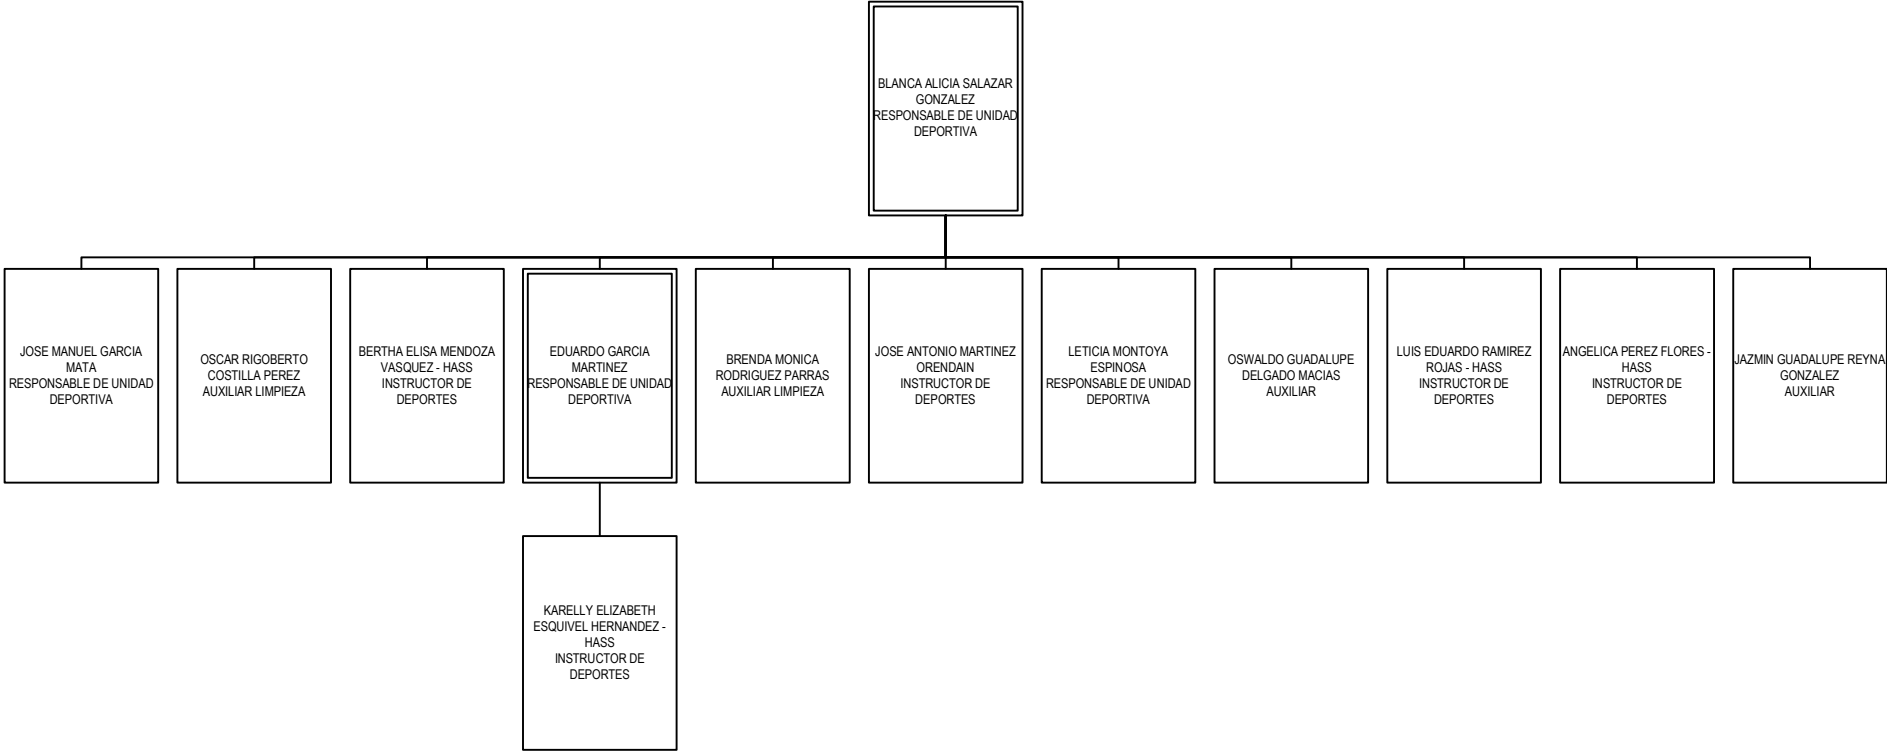 BLANCA ALICIA SALAZAR
GONZALEZ
RESPONSABLE DE UNIDAD
DEPORTIVA
JOSE MANUEL GARCIA
MATA
RESPONSABLE DE UNIDAD
DEPORTIVA
OSCAR RIGOBERTO
COSTILLA PEREZ
AUXILIAR LIMPIEZA
BERTHA ELISA MENDOZA
VASQUEZ - HASS
INSTRUCTOR DE
DEPORTES
EDUARDO GARCIA
MARTINEZ
RESPONSABLE DE UNIDAD
DEPORTIVA
BRENDA MONICA
RODRIGUEZ PARRAS
AUXILIAR LIMPIEZA
JOSE ANTONIO MARTINEZ
ORENDAIN
INSTRUCTOR DE
DEPORTES
LETICIA MONTOYA
ESPINOSA
RESPONSABLE DE UNIDAD
DEPORTIVA
OSWALDO GUADALUPE
DELGADO MACIAS
AUXILIAR
LUIS EDUARDO RAMIREZ
ROJAS - HASS
INSTRUCTOR DE
DEPORTES
ANGELICA PEREZ FLORES -
HASS
INSTRUCTOR DE
DEPORTES
JAZMIN GUADALUPE REYNA
GONZALEZ
AUXILIAR
KARELLY ELIZABETH
ESQUIVEL HERNANDEZ -
HASS
INSTRUCTOR DE
DEPORTES